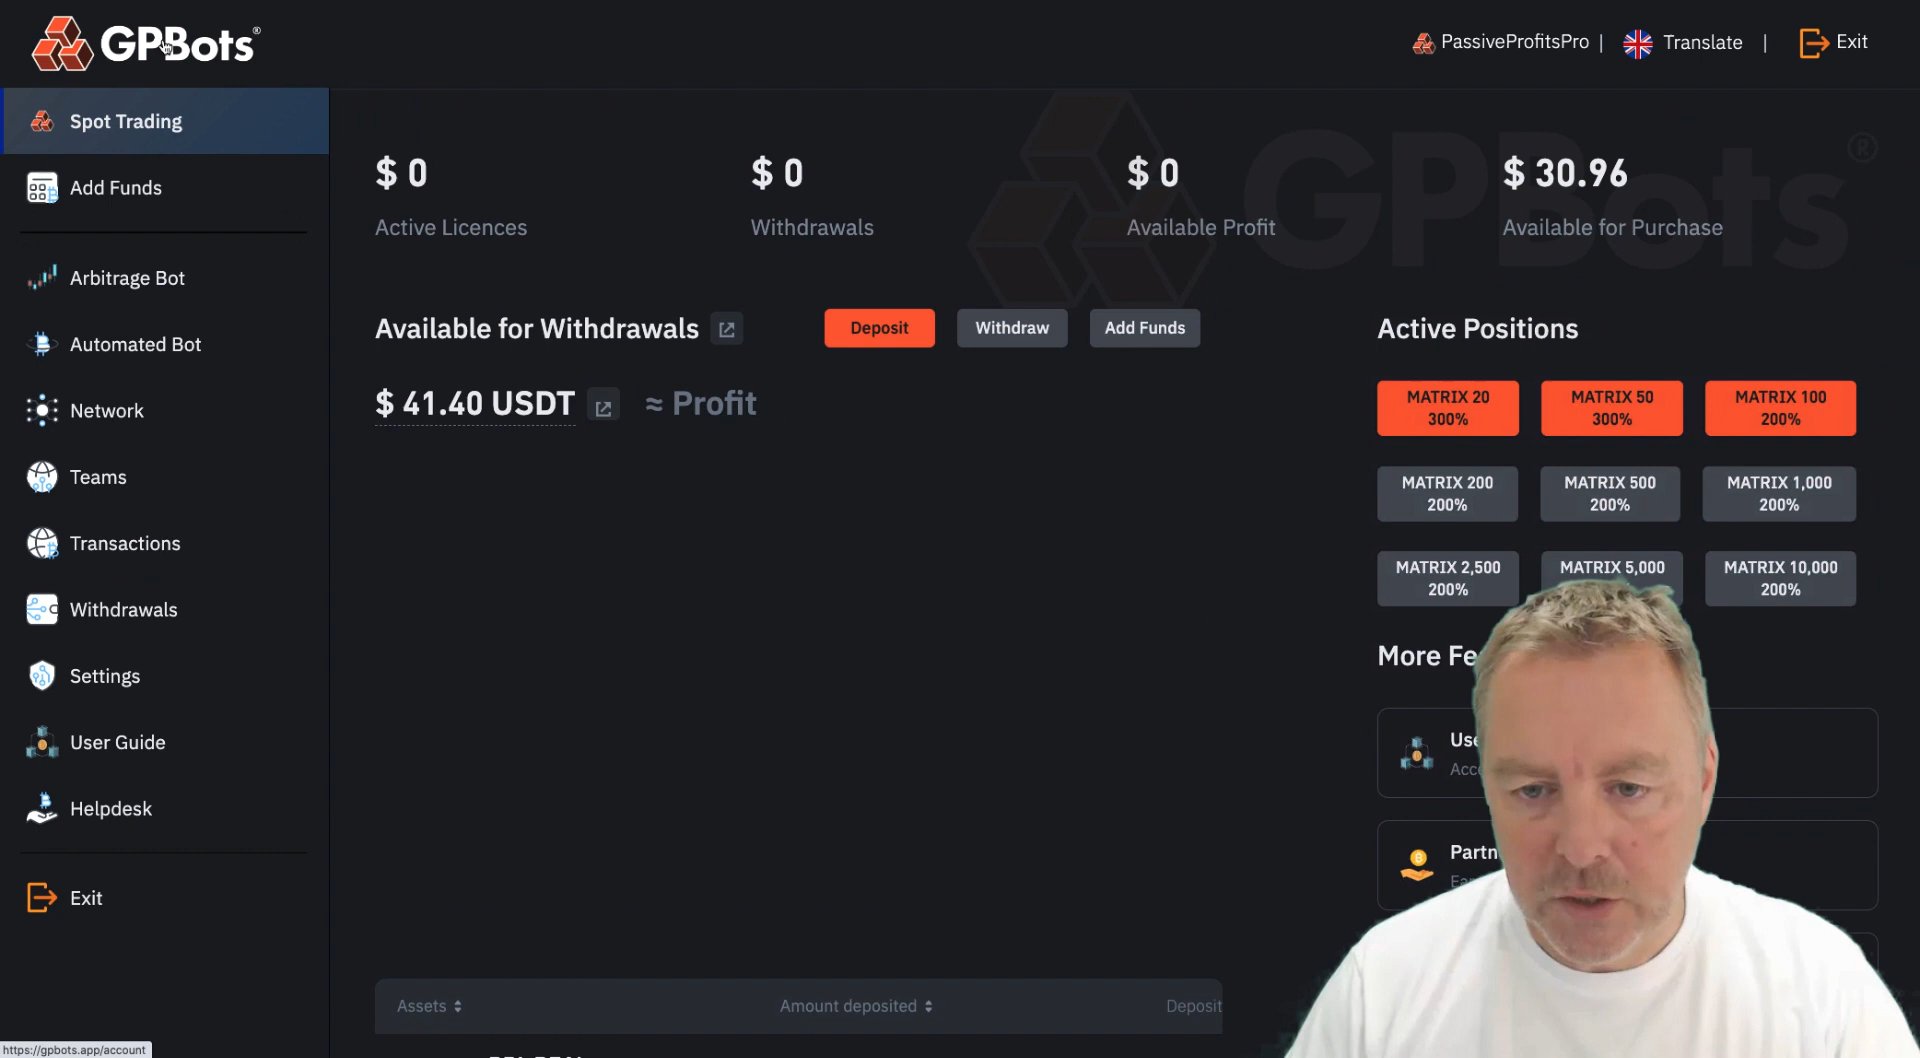 GPBots®
PassiveProfitsPro | Translate | Exit
Spot Trading
Add Funds
Arbitrage Bot
Automated Bot
Network
Teams
Transactions
Withdrawals
Settings
User Guide
Helpdesk
Exit
GPBots®
$ 0
Active Licences
$ 0
Withdrawals
$ 0
Available Profit
$ 30.96
Available for Purchase
Available for Withdrawals
Deposit
Withdraw
Add Funds
$ 41.40 USDT ≈ Profit
Active Positions
MATRIX 20
300%
MATRIX 50
300%
MATRIX 100
200%
MATRIX 200
200%
MATRIX 500
200%
MATRIX 1,000
200%
MATRIX 2,500
200%
MATRIX 5,000
MATRIX 10,000
200%
More Fe
Use
Acc
Partn
Assets
Amount deposited
Deposit
https://gpbots.app/account